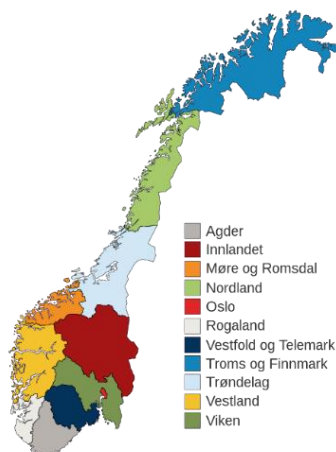 Agder
Innlandet
Møre og Romsdal
Nordland
Oslo
Rogaland
Vestfold og Telemark
Troms og Finnmark
Trøndelag
Vestland
Viken